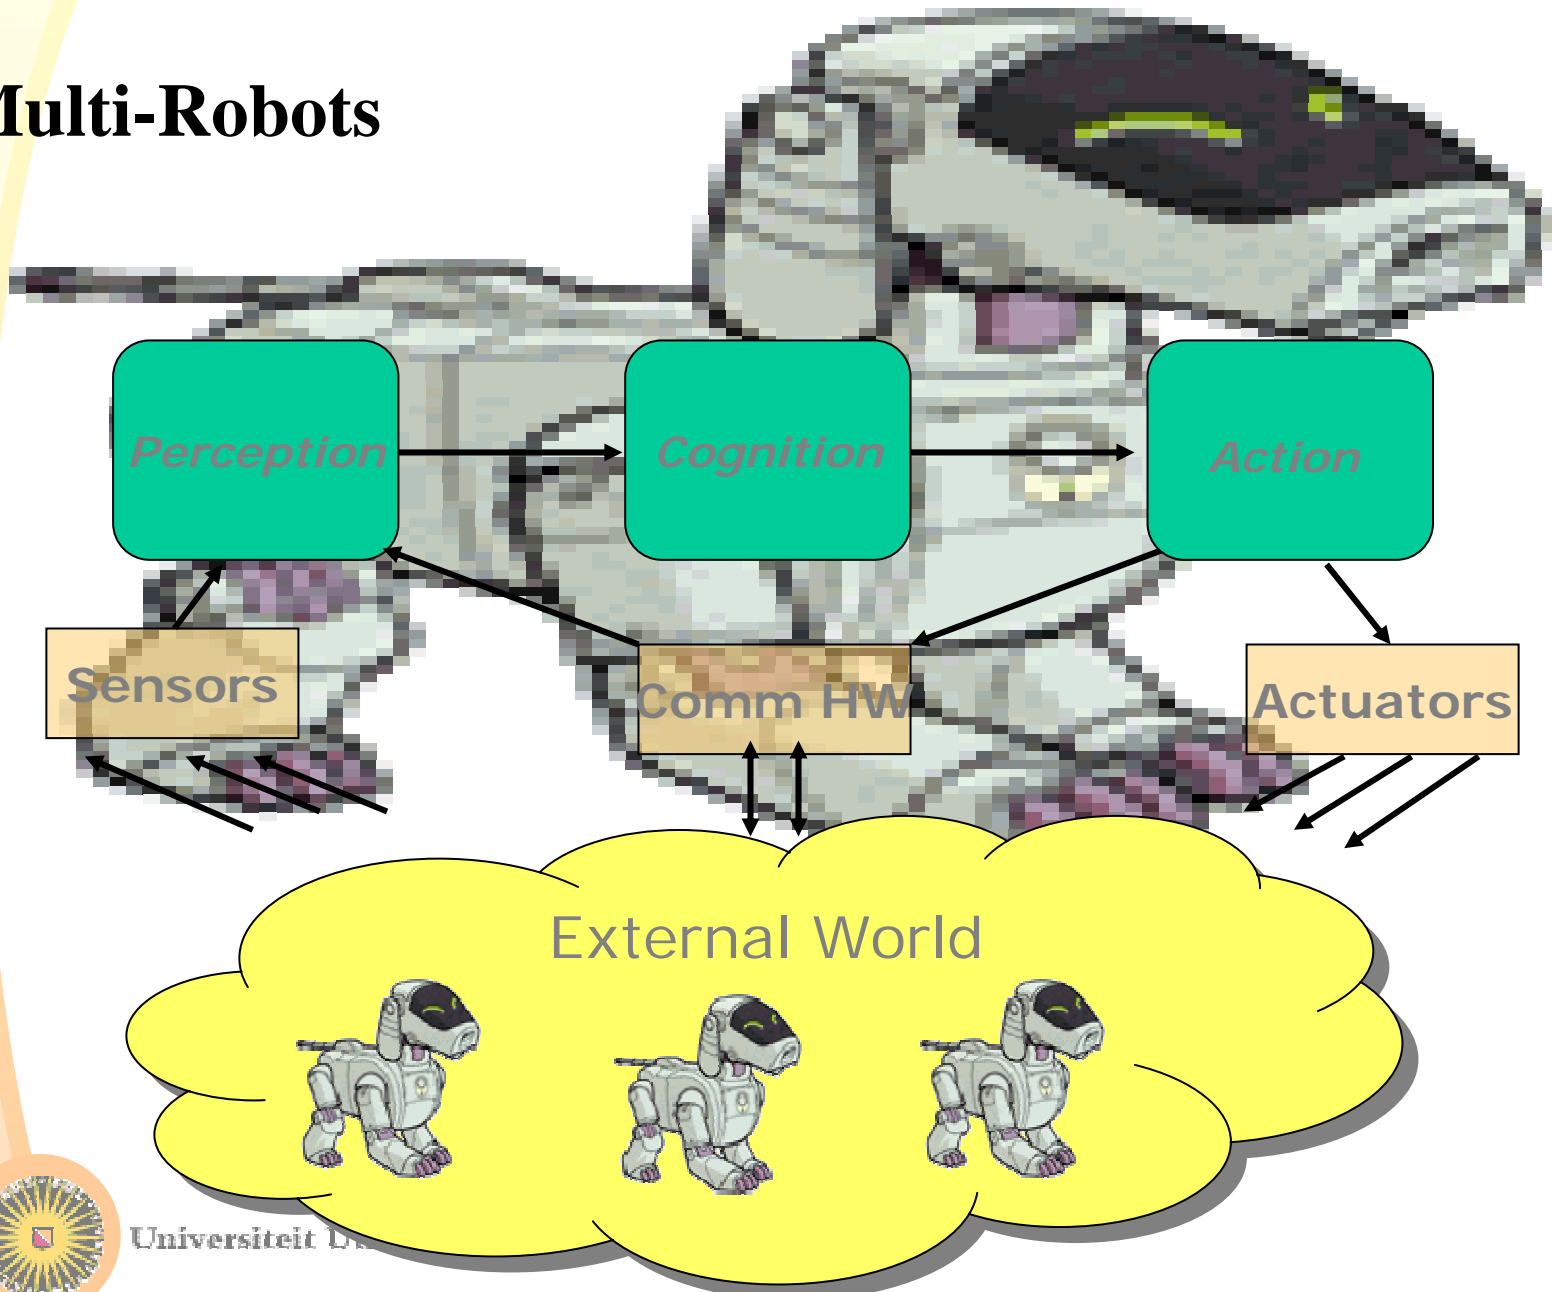 Multi-Robots
Perception
Cognition
Action
Sensors
Comm HW
Actuators
External World
Universiteit